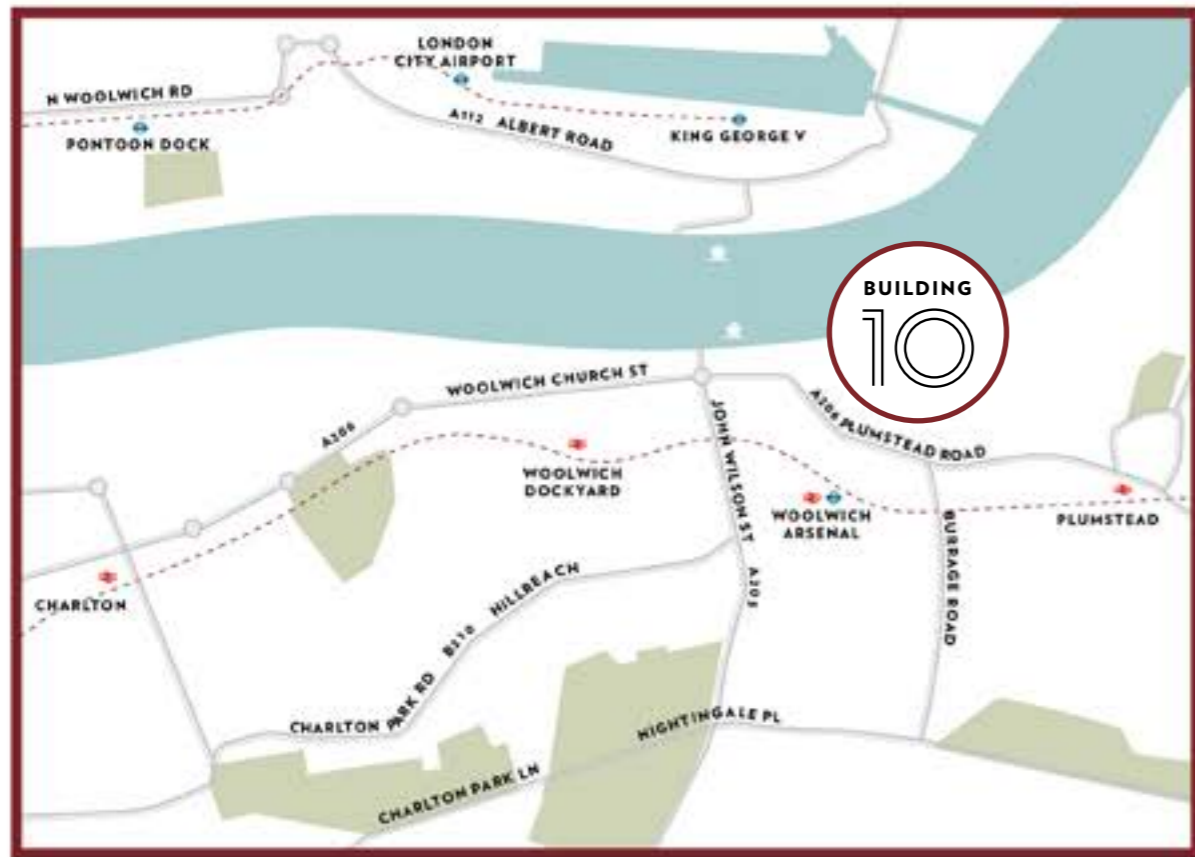 LONDON
CITY AIRPORT
N WOOLWICH RD
PONTOON DOCK
A112 ALBERT ROAD
KING GEORGE V
BUILDING
10
WOOLWICH CHURCH ST
A206
A206 PLUMSTEAD ROAD
WOOLWICH
DOCKYARD
JOHN WILSON ST A205
WOOLWICH
ARSENAL
PLUMSTEAD
BURRAGE ROAD
CHARLTON
CHARLTON PARK RD B210 HILLREACH
NIGHTINGALE PL
CHARLTON PARK LN